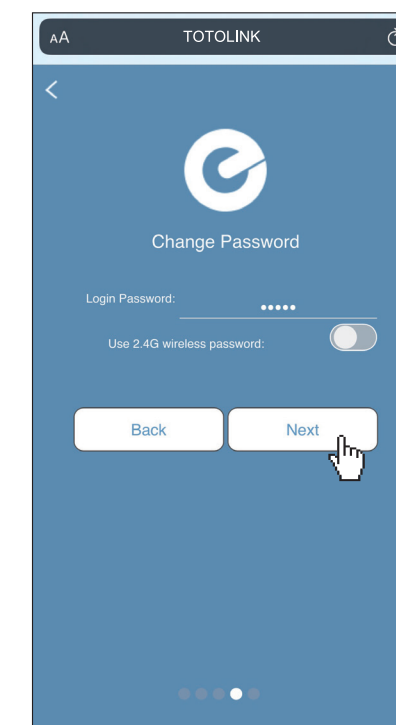 AA TOTOLINK
Change Password
Login Password: •••••
Use 2.4G wireless password:
Back Next